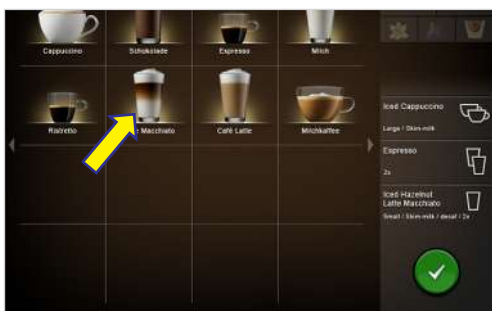 Cappuccino
Schokolade
Espresso
Milch
Ristretto
Macchiato
Café Latte
Milchkaffee
Iced Cappuccino
Large / Skim-milk
Espresso
2x
Iced Hazelnut
Latte Macchiato
Small / Skim-milk / decaf / 2x